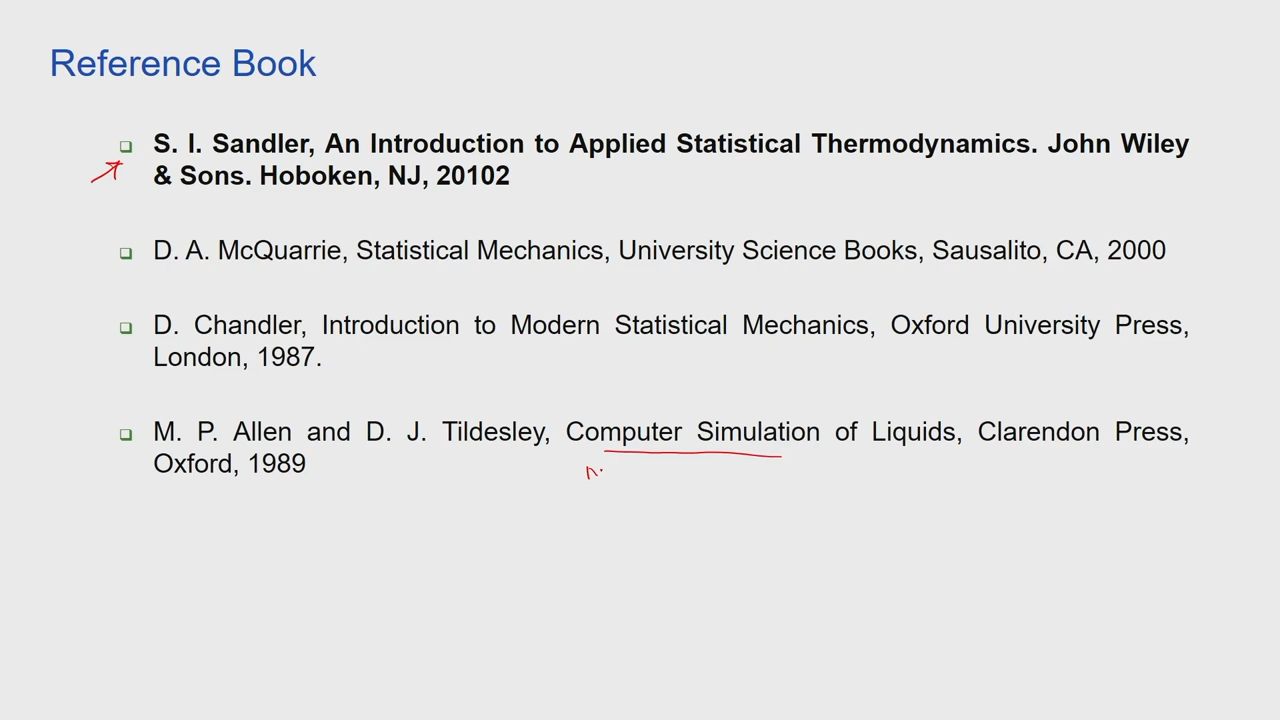 Reference Book
S. I. Sandler, An Introduction to Applied Statistical Thermodynamics. John Wiley
& Sons. Hoboken, NJ, 20102
D. A. McQuarrie, Statistical Mechanics, University Science Books, Sausalito, CA, 2000
D. Chandler, Introduction to Modern Statistical Mechanics, Oxford University Press,
London, 1987.
M. P. Allen and D. J. Tildesley, Computer Simulation of Liquids, Clarendon Press,
Oxford, 1989